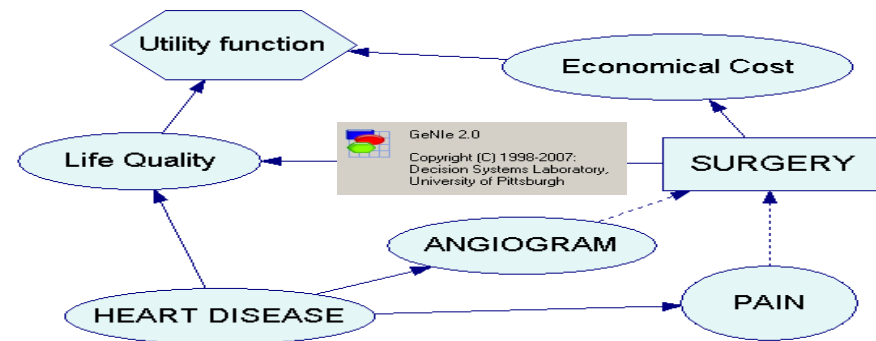 Utility function
Economical Cost
GeNIe 2.0
Copyright (C) 1998-2007:
Decision Systems Laboratory,
University of Pittsburgh
Life Quality
SURGERY
ANGIOGRAM
HEART DISEASE
PAIN